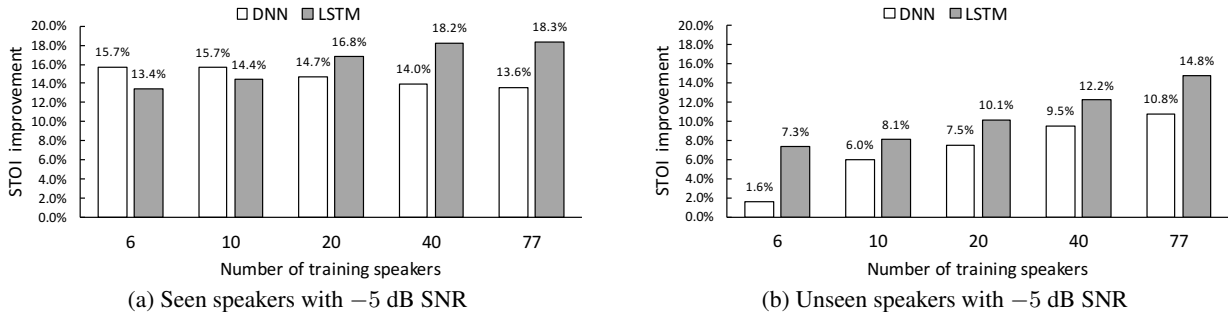 DNN LSTM
STOI improvement
20.0%
18.0%
16.0%
14.0%
12.0%
10.0%
8.0%
6.0%
4.0%
2.0%
0.0%
15.7% 13.4% 15.7% 14.4% 14.7% 16.8% 14.0% 18.2% 13.6% 18.3%
6 10 20 40 77
Number of training speakers
(a) Seen speakers with −5 dB SNR
DNN LSTM
STOI improvement
20.0%
18.0%
16.0%
14.0%
12.0%
10.0%
8.0%
6.0%
4.0%
2.0%
0.0%
1.6% 7.3% 6.0% 8.1% 7.5% 10.1% 9.5% 12.2% 10.8% 14.8%
6 10 20 40 77
Number of training speakers
(b) Unseen speakers with −5 dB SNR